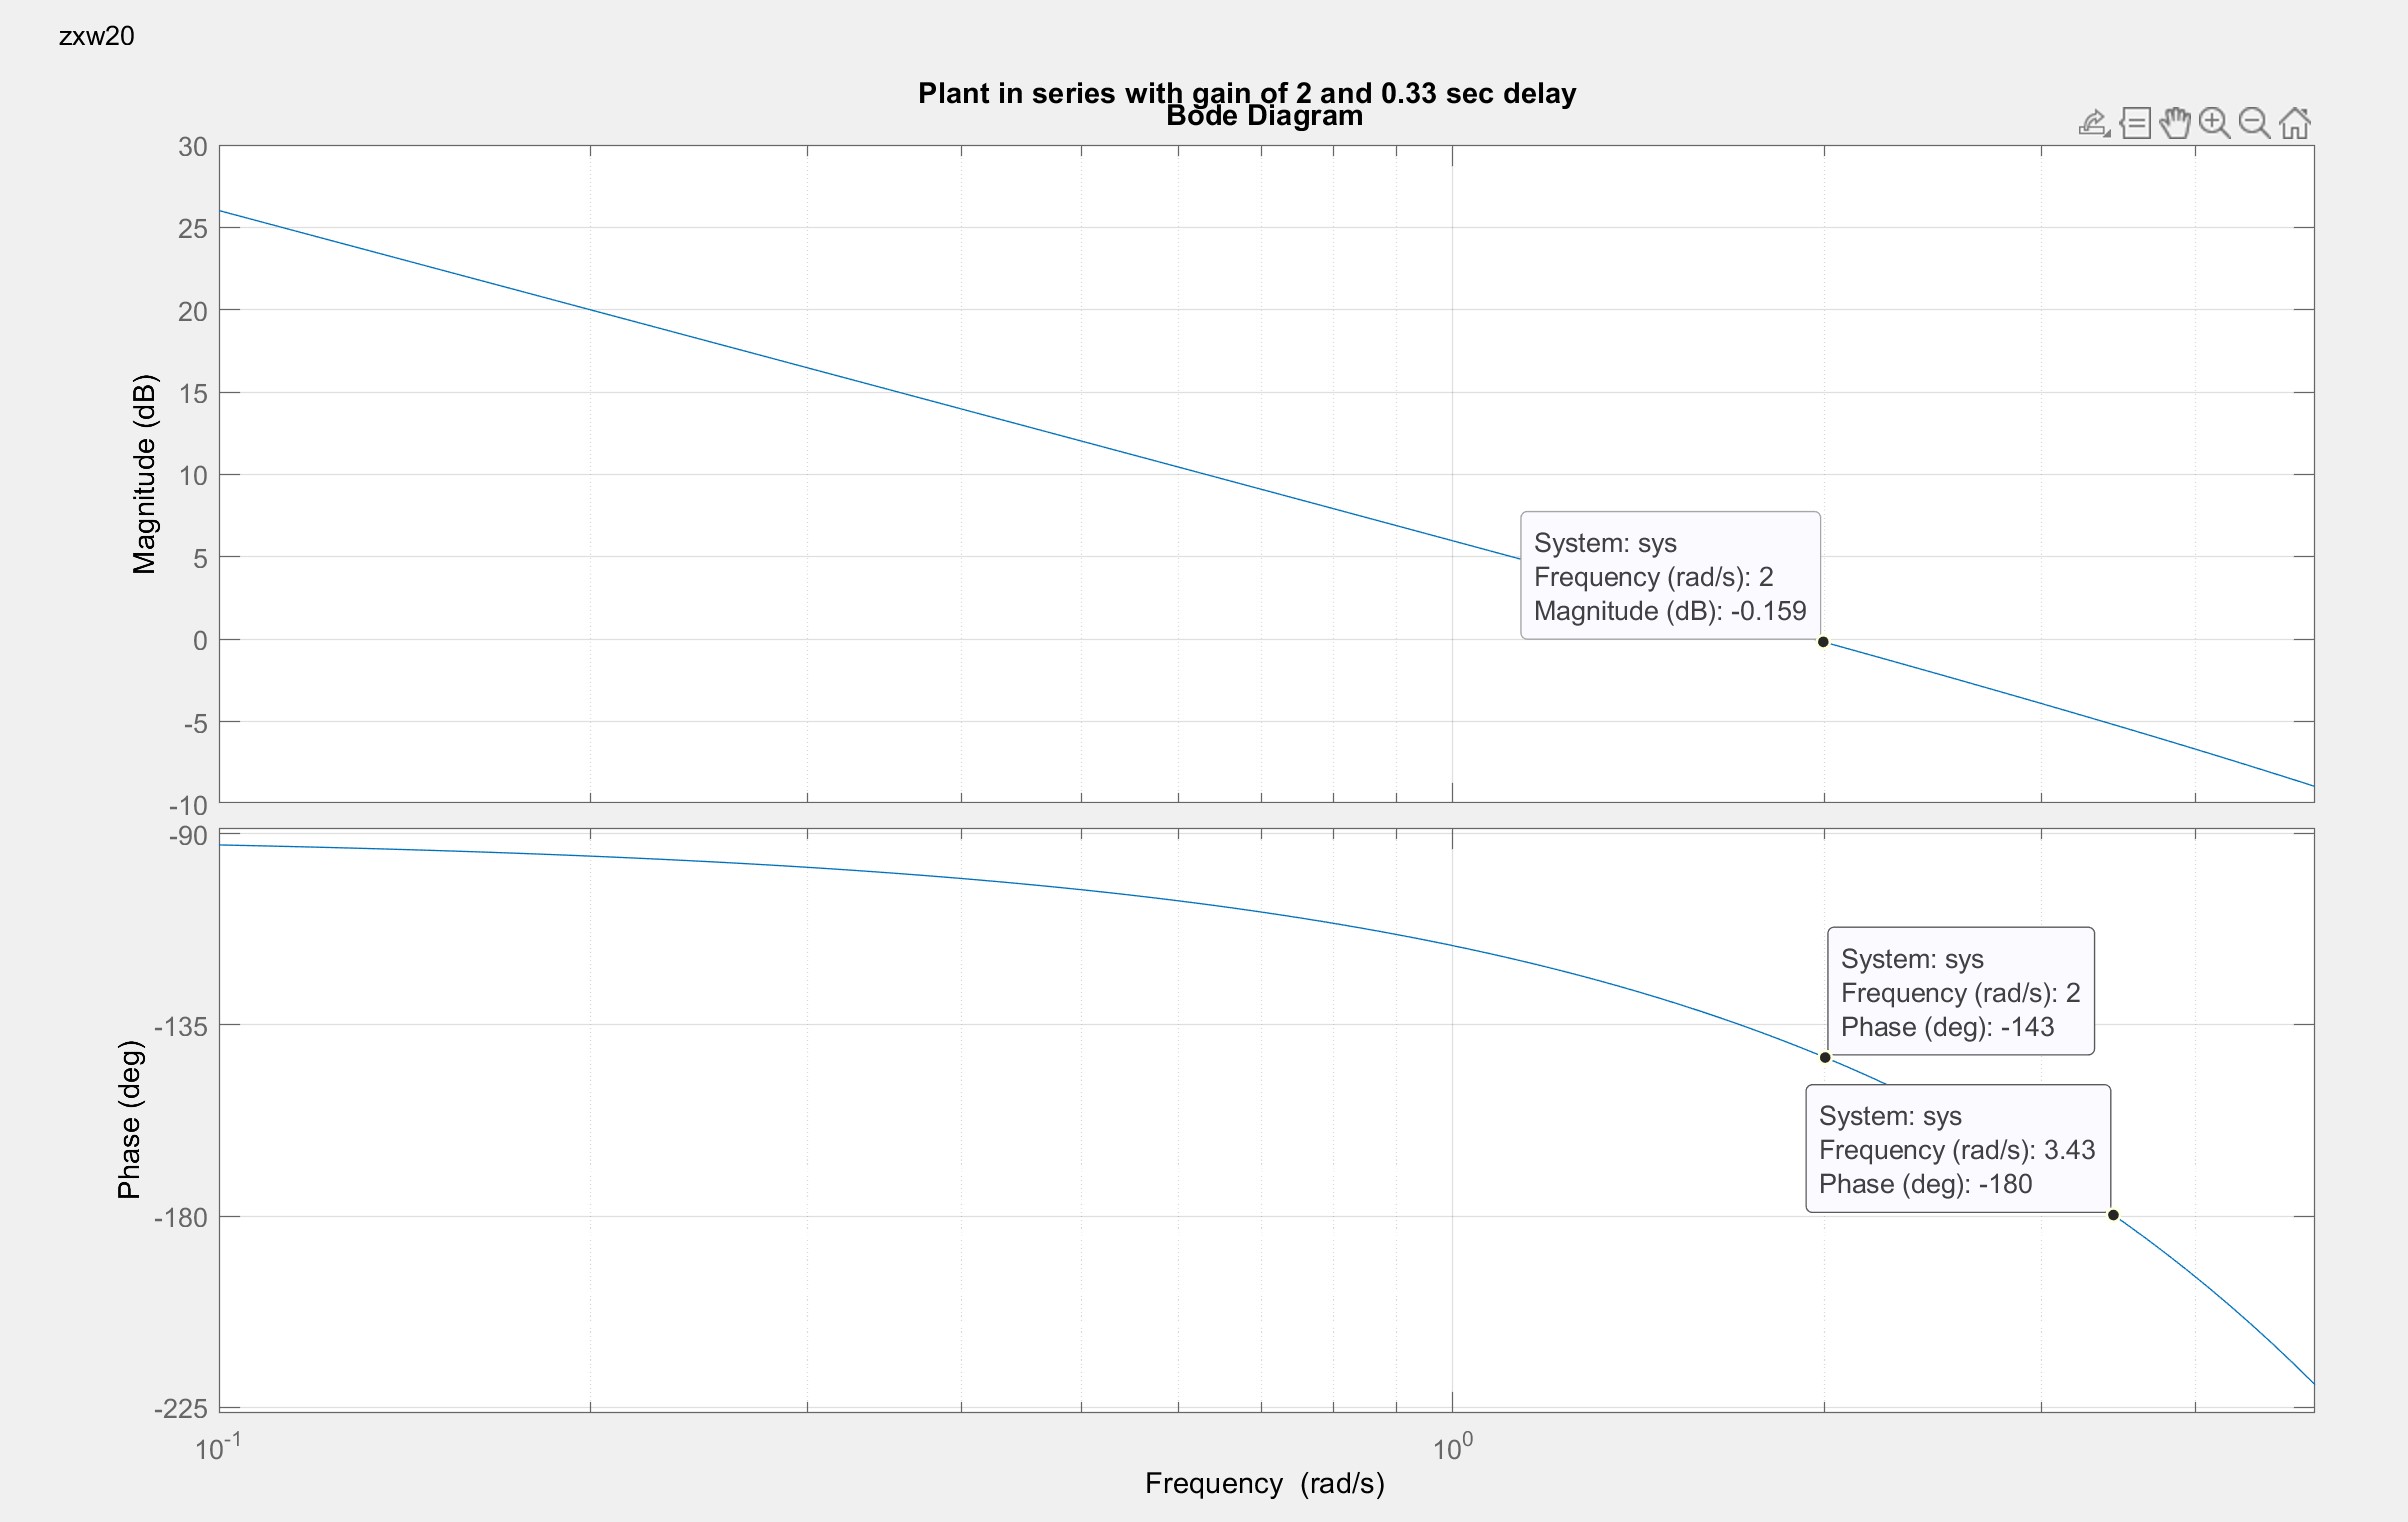 zxw20
Plant in series with gain of 2 and 0.33 sec delay
Bode Diagram
30
25
20
15
10
5
0
-5
-10
Magnitude (dB)
System: sys
Frequency (rad/s): 2
Magnitude (dB): -0.159
-90
-135
-180
-225
Phase (deg)
System: sys
Frequency (rad/s): 2
Phase (deg): -143
System: sys
Frequency (rad/s): 3.43
Phase (deg): -180
10^-1
10^0
Frequency (rad/s)